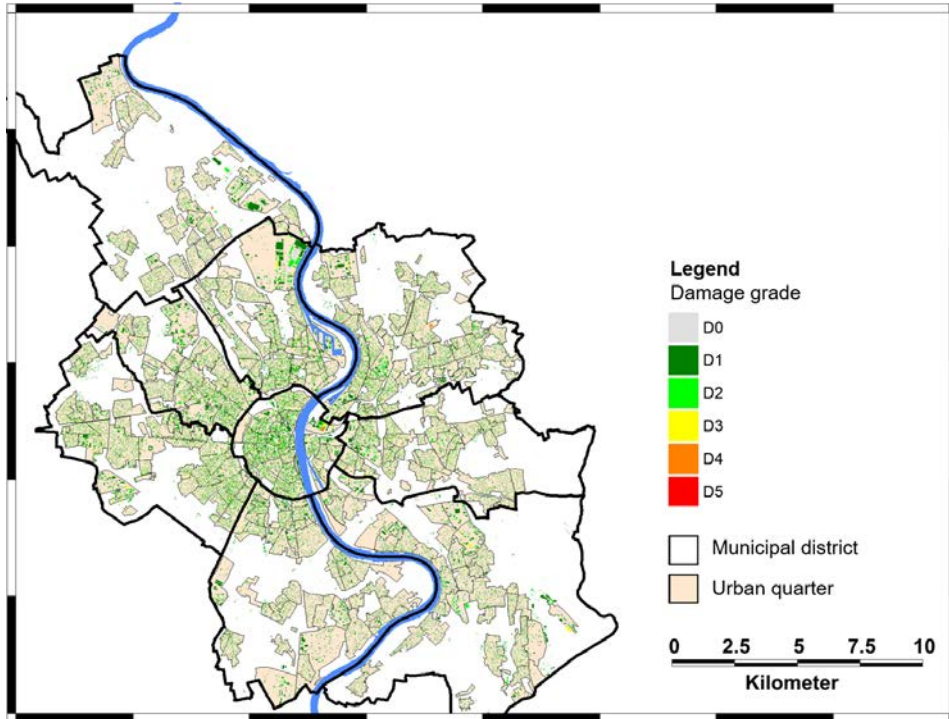 Legend
Damage grade
D0
D1
D2
D3
D4
D5
Municipal district
Urban quarter
0 2.5 5 7.5 10
Kilometer